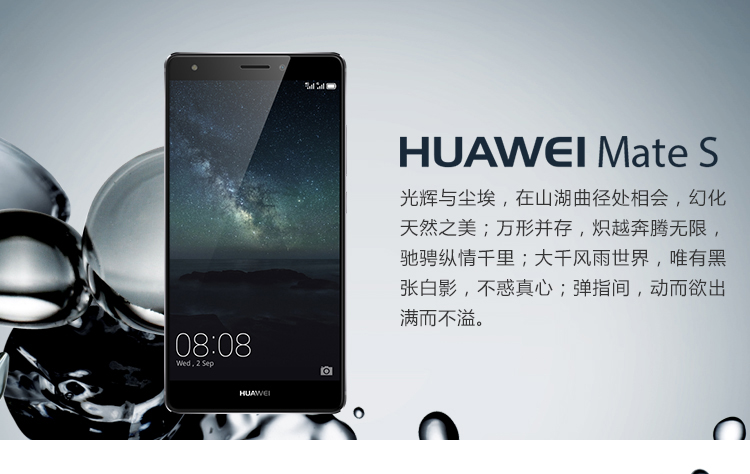 HUAWEI Mate S
光辉与尘埃，在山湖曲径处相会，幻化
天然之美；万形并存，炽越奔腾无限，
驰骋纵情千里；大千风雨世界，唯有黑
张白影，不惑真心；弹指间，动而欲出
满而不溢。
08:08
Wed, 2 Sep
HUAWEI